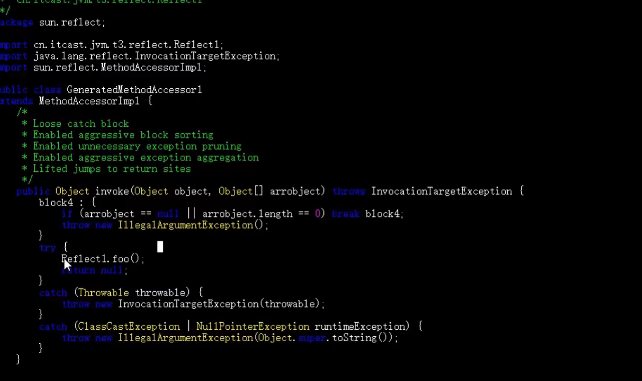 * cn.itcast.jvm.t3.reflect.Reflect1
*/
ackage sun.reflect;
mport cn.itcast.jvm.t3.reflect.Reflect1;
mport java.lang.reflect.InvocationTargetException;
mport sun.reflect.MethodAccessorImpl;
ublic class GeneratedMethodAccessor1
xtends MethodAccessorImpl {
/*
* Loose catch block
* Enabled aggressive block sorting
* Enabled unnecessary exception pruning
* Enabled aggressive exception aggregation
* Lifted jumps to return sites
*/
public Object invoke(Object object, Object[] arrobject) throws InvocationTargetException {
block4 : {
if (arrobject == null || arrobject.length == 0) break block4;
throw new IllegalArgumentException();
}
try {
Reflect1.foo();
return null;
}
catch (Throwable throwable) {
throw new InvocationTargetException(throwable);
}
catch (ClassCastException | NullPointerException runtimeException) {
throw new IllegalArgumentException(Object.super.toString());
}
}